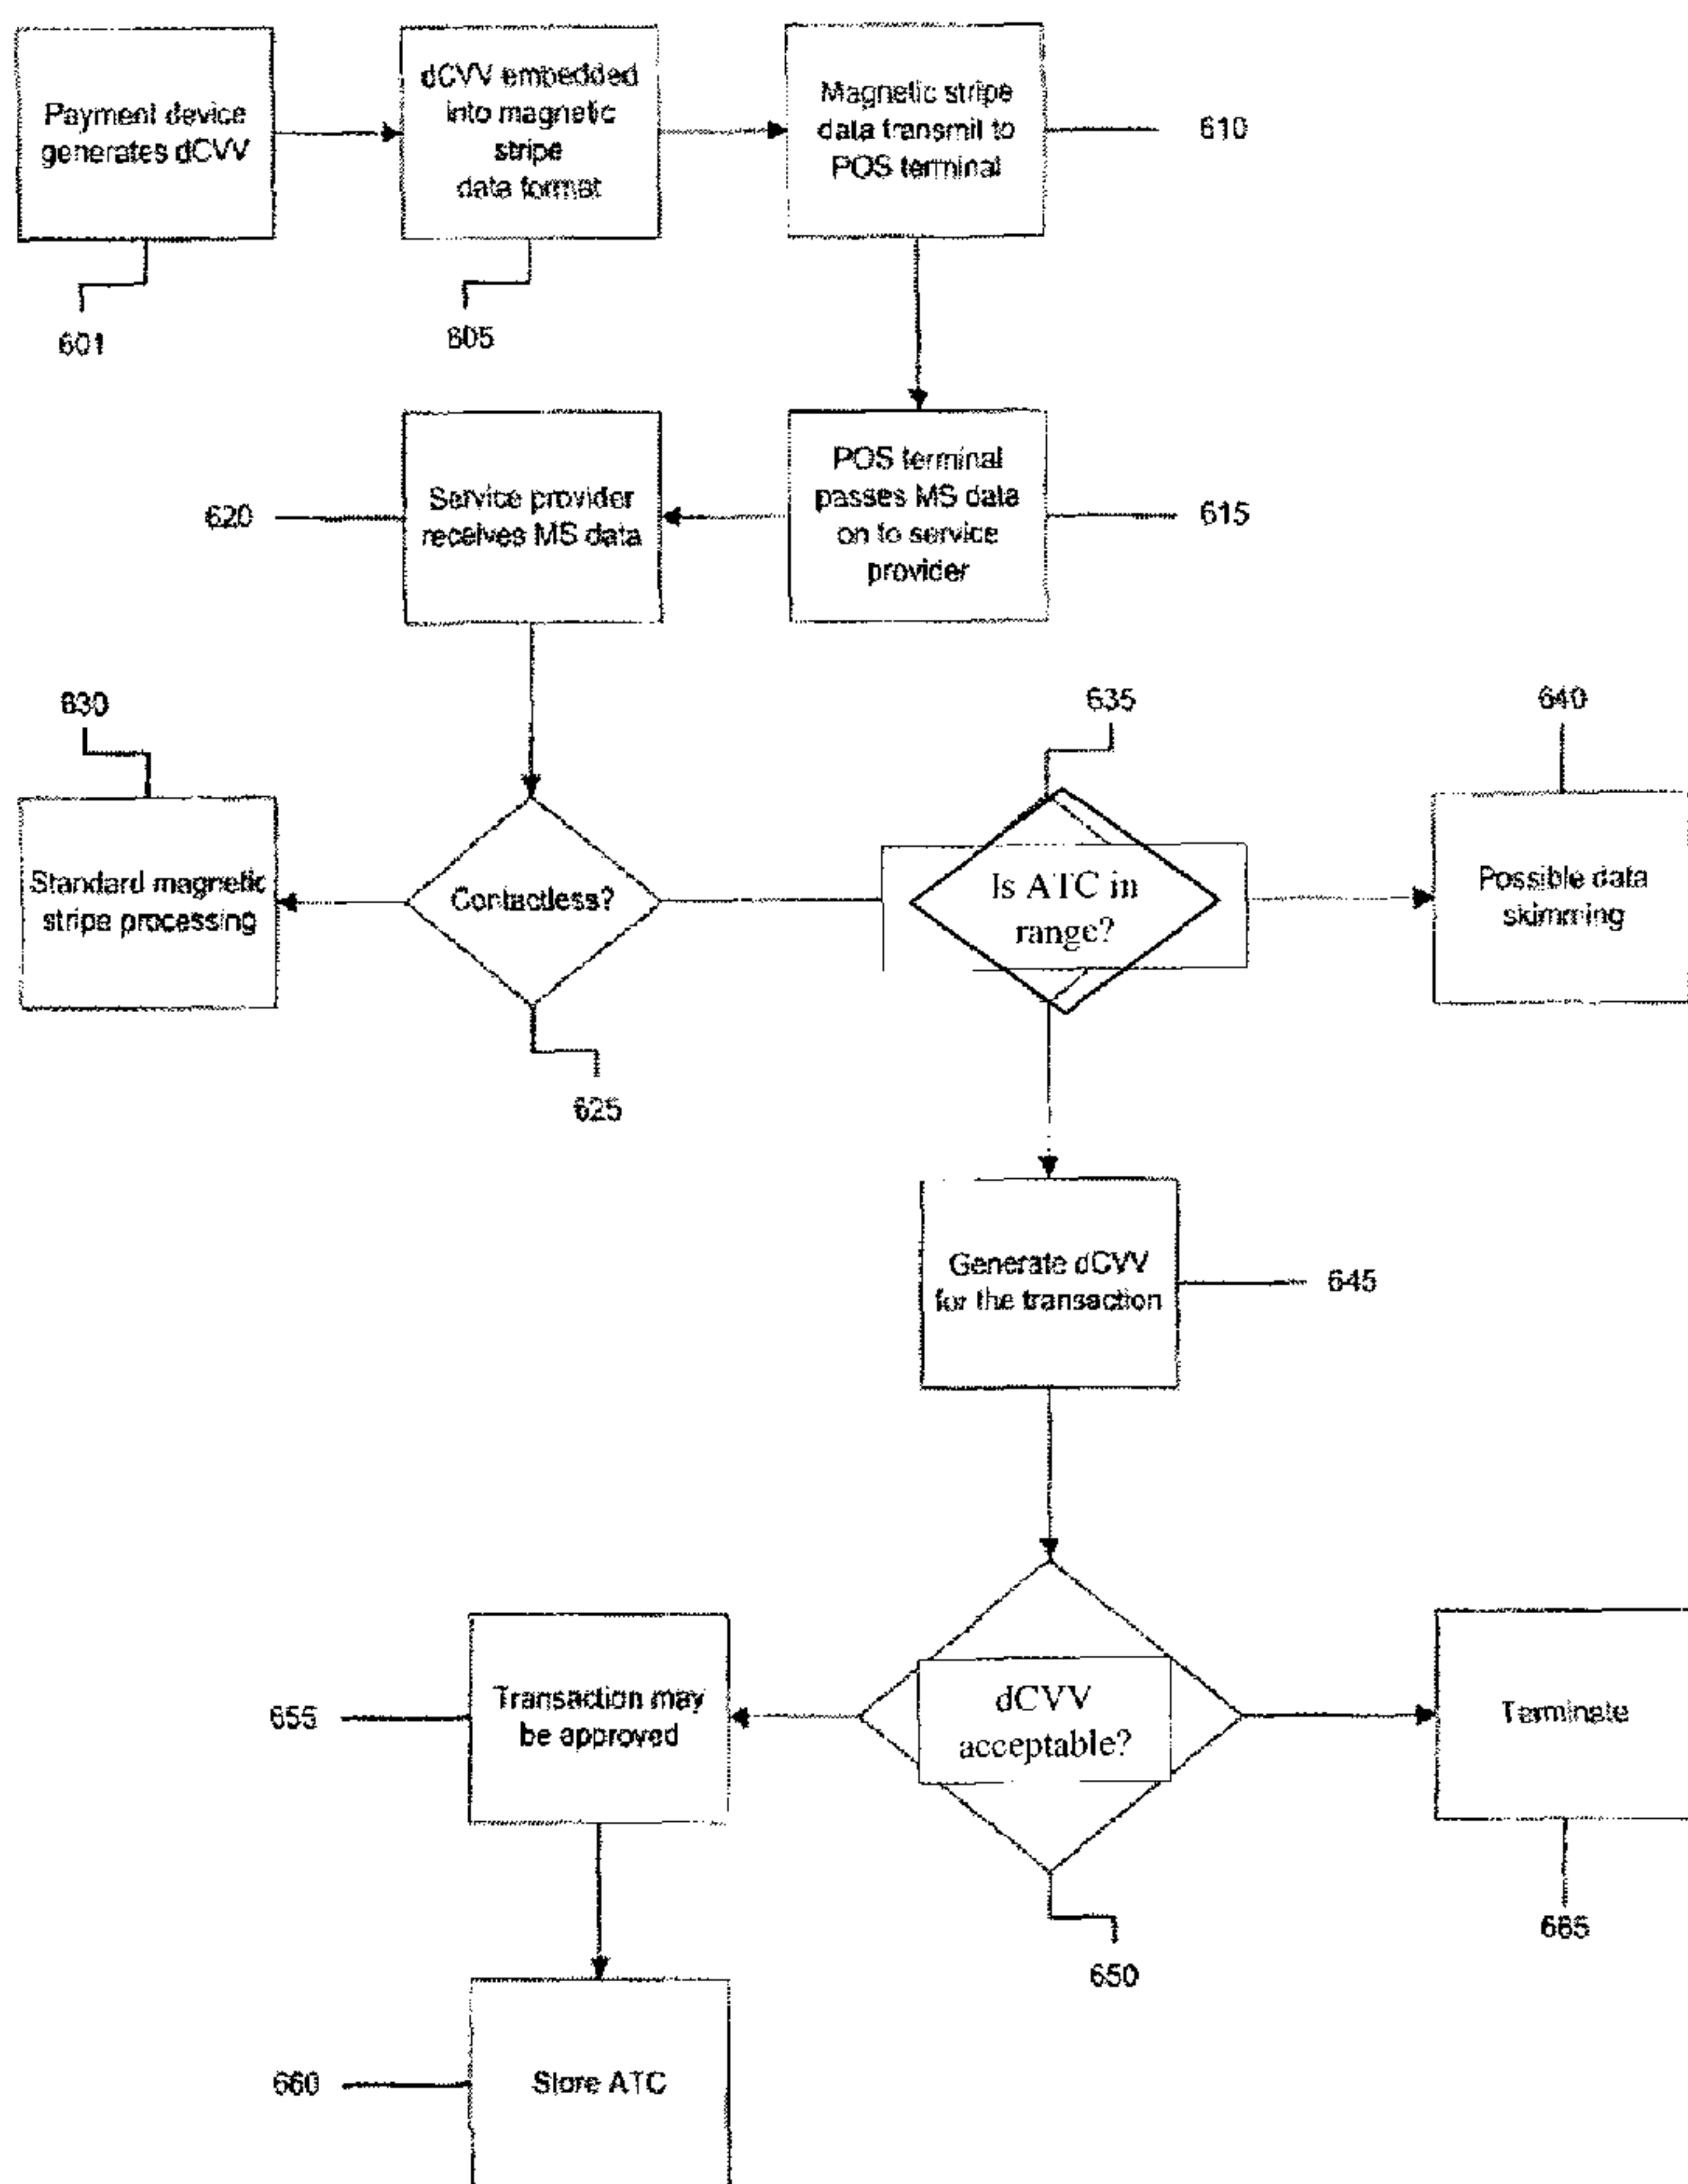 Payment device
generates dCVV
dCVV embedded
into magnetic
stripe
data format
Magnetic stripe
data transmit to
POS terminal
610
601
605
Service provider
receives MS data
POS terminal
passes MS data
on to service
provider
620
615
630
635
640
Standard magnetic
stripe processing
Contactless?
Is ATC in
range?
Possible data
skimming
625
Generate dCVV
for the transaction
645
Transaction may
be approved
dCVV
acceptable?
Terminate
655
665
650
Store ATC
660